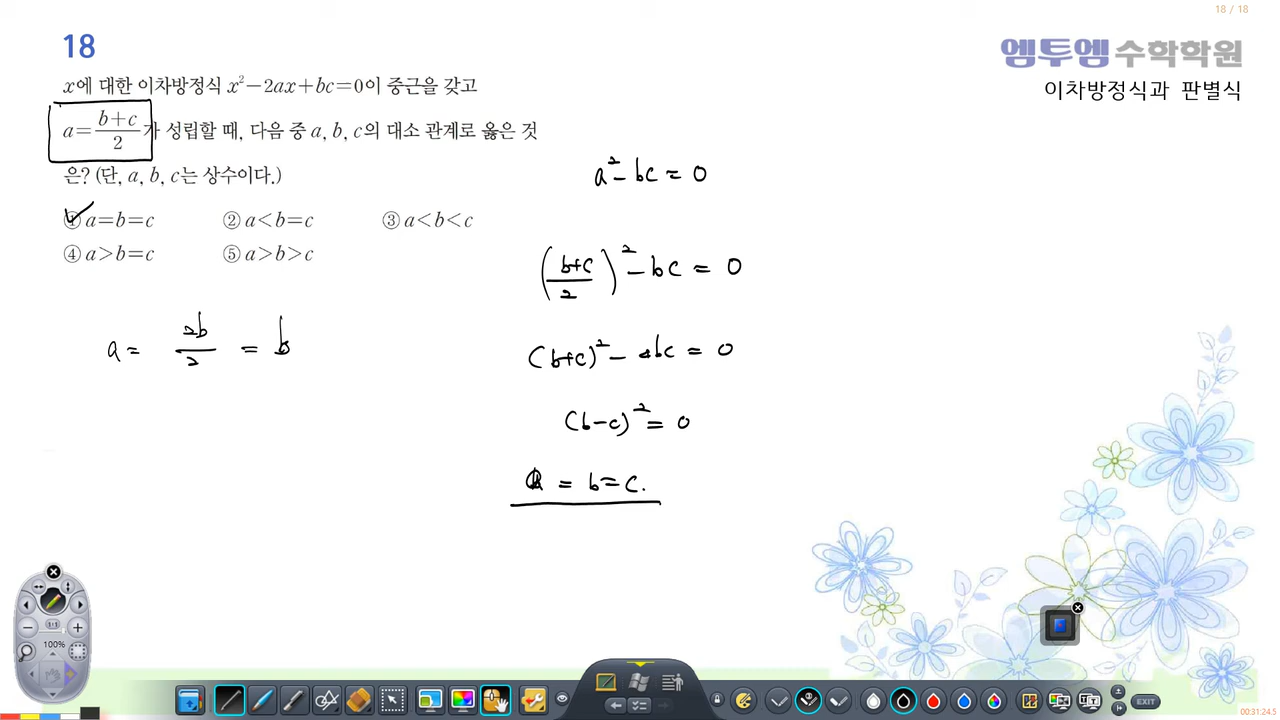 18 / 18
18
엠투엠수학학원
이차방정식과 판별식
x에 대한 이차방정식 x²−2ax+bc=0이 중근을 갖고
a=(b+c)/2가 성립할 때, 다음 중 a, b, c의 대소 관계로 옳은 것
은? (단, a, b, c는 상수이다.)
① a=b=c ② a<b=c ③ a<b<c
④ a>b=c ⑤ a>b>c
a = 2b/2 = b
a² − bc = 0
((b+c)/2)² − bc = 0
(b+c)² − 4bc = 0
(b−c)² = 0
a = b = c.
100%
1:1
EXIT
00:31:24.5